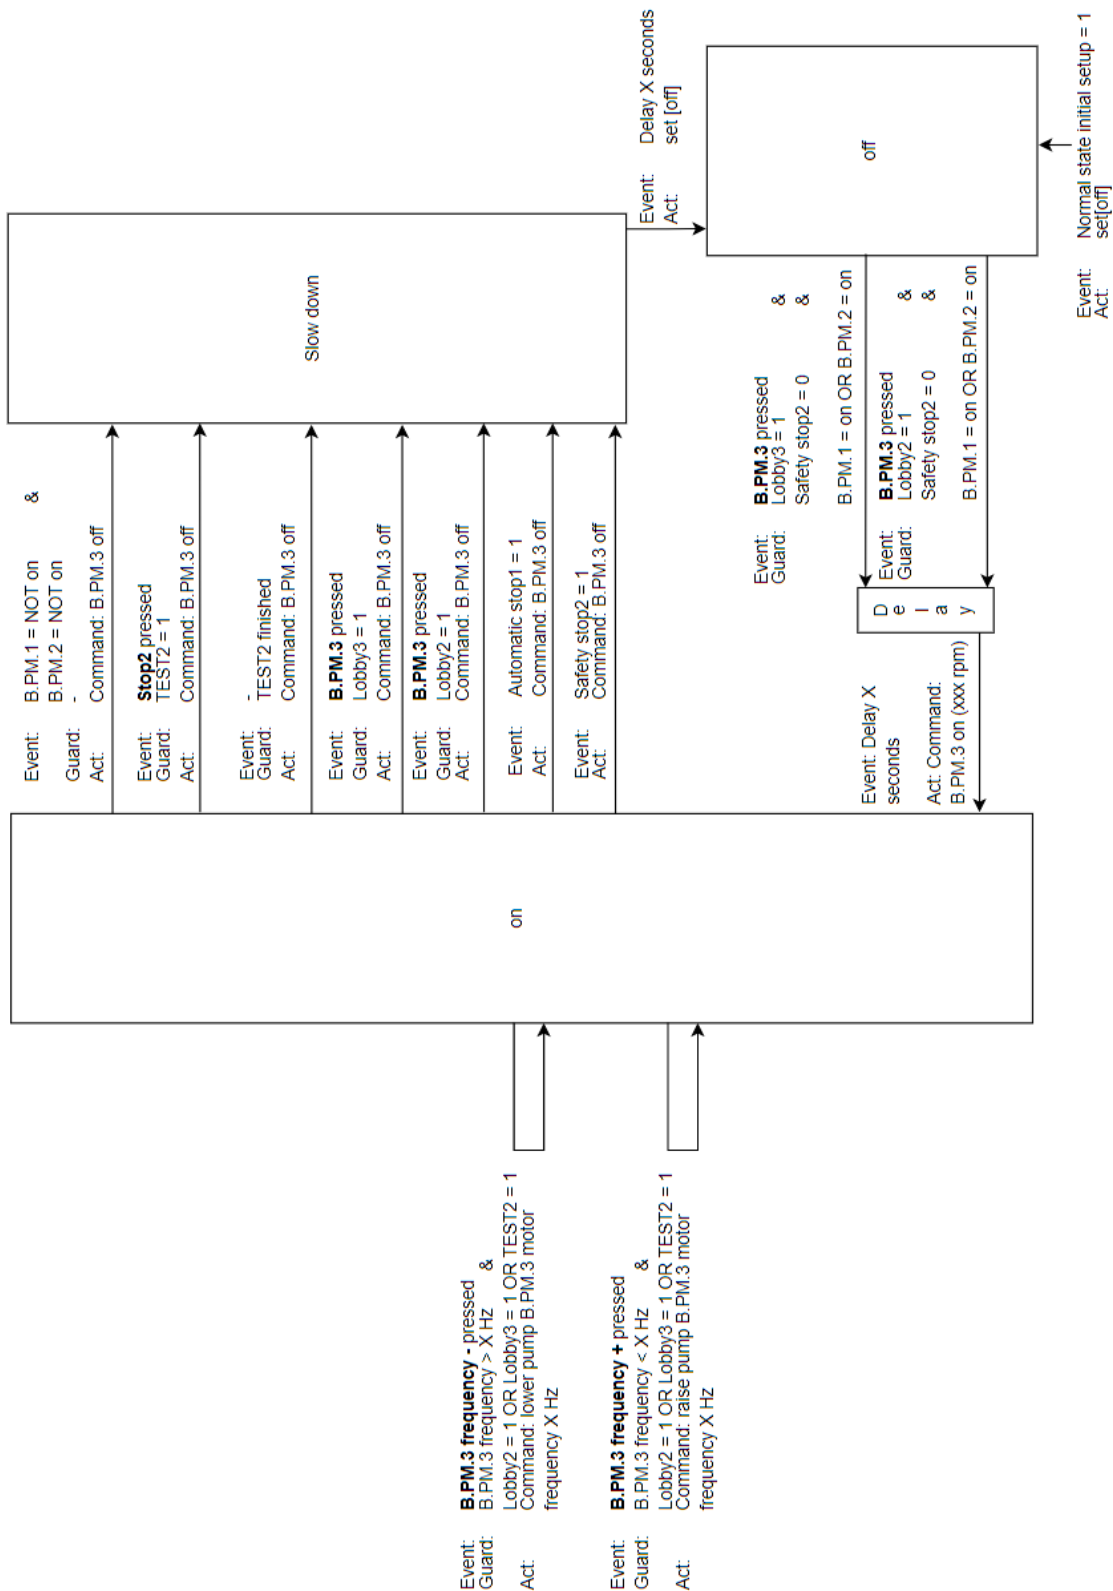 Event: B.PM.3 frequency - pressed
Guard: B.PM.3 frequency > X Hz &
Lobby2 = 1 OR Lobby3 = 1 OR TEST2 = 1
Act: Command: lower pump B.PM.3 motor
frequency X Hz
Event: B.PM.3 frequency + pressed
Guard: B.PM.3 frequency < X Hz &
Lobby2 = 1 OR Lobby3 = 1 OR TEST2 = 1
Act: Command: raise pump B.PM.3 motor
frequency X Hz
on
Event: B.PM.1 = NOT on &
B.PM.2 = NOT on
Guard: -
Act: Command: B.PM.3 off
Event: Stop2 pressed
Guard: TEST2 = 1
Act: Command: B.PM.3 off
Event: -
Guard: TEST2 finished
Act: Command: B.PM.3 off
Event: B.PM.3 pressed
Guard: Lobby3 = 1
Act: Command: B.PM.3 off
Event: B.PM.3 pressed
Guard: Lobby2 = 1
Act: Command: B.PM.3 off
Event: Automatic stop1 = 1
Act: Command: B.PM.3 off
Event: Safety stop2 = 1
Act: Command: B.PM.3 off
Slow down
Event: Delay X seconds
Act: set [off]
off
Event: Normal state initial setup = 1
Act: set[off]
Event: B.PM.3 pressed
Guard: Lobby3 = 1 &
Safety stop2 = 0 &
B.PM.1 = on OR B.PM.2 = on
Event: B.PM.3 pressed
Guard: Lobby2 = 1 &
Safety stop2 = 0 &
B.PM.1 = on OR B.PM.2 = on
D
e
l
a
y
Event: Delay X
seconds
Act: Command:
B.PM.3 on (xxx rpm)